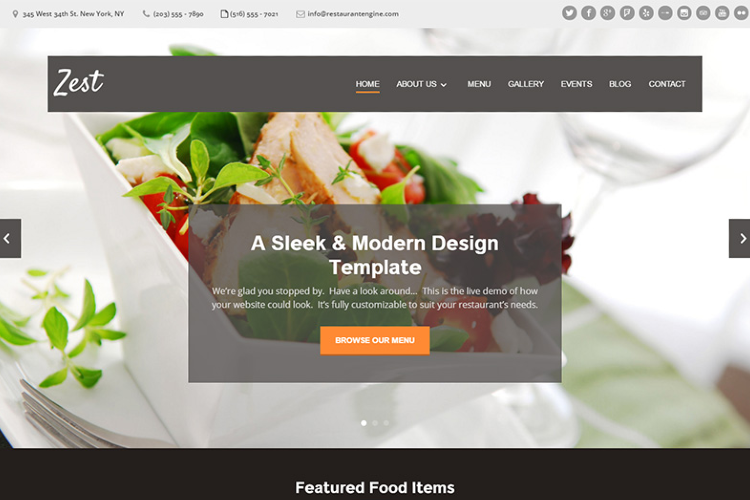 345 West 34th St. New York, NY (203) 555 - 7890 (516) 555 - 7021 info@restaurantengine.com
Zest
HOME ABOUT US MENU GALLERY EVENTS BLOG CONTACT
A Sleek & Modern Design
Template
We're glad you stopped by. Have a look around... This is the live demo of how
your website could look. It's fully customizable to suit your restaurant's needs.
BROWSE OUR MENU
Featured Food Items